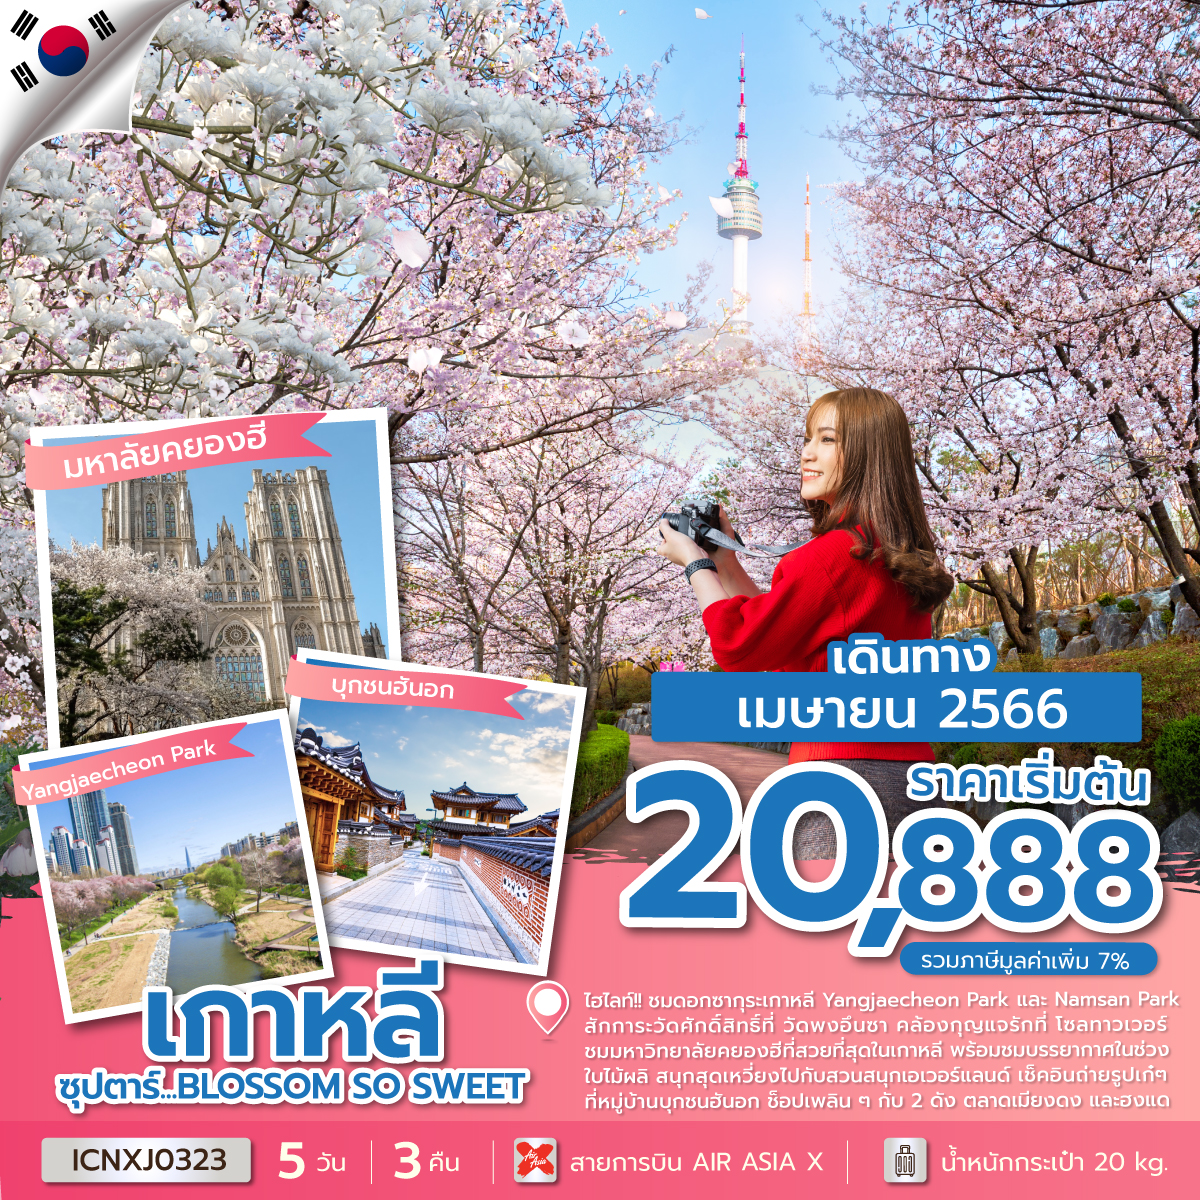 มหาลัยคยองฮี
บุกชนฮันอก
Yangjaecheon Park
เดินทาง
เมษายน 2566
ราคาเริ่มต้น
20,888
รวมภาษีมูลค่าเพิ่ม 7%
เกาหลี
ซุปตาร์...BLOSSOM SO SWEET
ไฮไลท์!! ชมดอกซากุระเกาหลี Yangjaecheon Park และ Namsan Park
สักการะวัดศักดิ์สิทธิ์ที่ วัดพงอึนซา คล้องกุญแจรักที่ โซลทาวเวอร์
ชมมหาวิทยาลัยคยองฮีที่สวยที่สุดในเกาหลี พร้อมชมบรรยากาศในช่วง
ใบไม้ผลิ สนุกสุดเหวี่ยงไปกับสวนสนุกเอเวอร์แลนด์ เช็คอินถ่ายรูปเก๋ๆ
ที่หมู่บ้านบุกชนฮันอก ช็อปเพลิน ๆ กับ 2 ดัง ตลาดเมียงดง และฮงแด
ICNXJ0323
5 วัน
3 คืน
Air Asia X
สายการบิน AIR ASIA X
น้ำหนักกระเป๋า 20 kg.